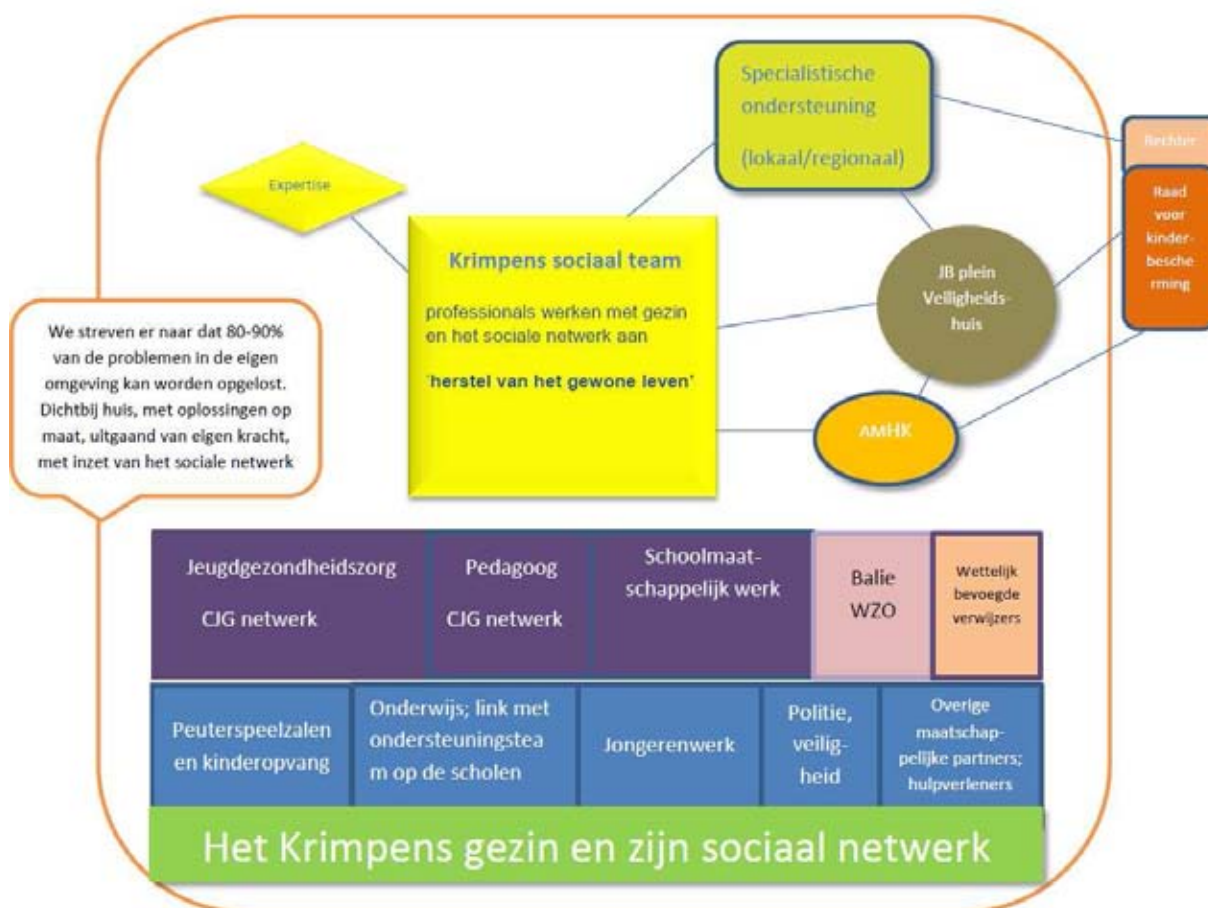 Specialistische
ondersteuning
(lokaal/regionaal)
Rechter
Expertise
Raad
voor
kinder-
besche
rming
Krimpens sociaal team
professionals werken met gezin
en het sociale netwerk aan
'herstel van het gewone leven'
JB plein
Veiligheids-
huis
AMHK
We streven er naar dat 80-90%
van de problemen in de eigen
omgeving kan worden opgelost.
Dichtbij huis, met oplossingen op
maat, uitgaand van eigen kracht,
met inzet van het sociale netwerk
Jeugdgezondheidszorg
CJG netwerk
Pedagoog
CJG netwerk
Schoolmaat-
schappelijk werk
Balie
WZO
Wettelijk
bevoegde
verwijzers
Peuterspeelzalen
en kinderopvang
Onderwijs; link met
ondersteuningstea
m op de scholen
Jongerenwerk
Politie,
veilig-
heid
Overige
maatschap-
pelijke partners;
hulpverleners
Het Krimpens gezin en zijn sociaal netwerk